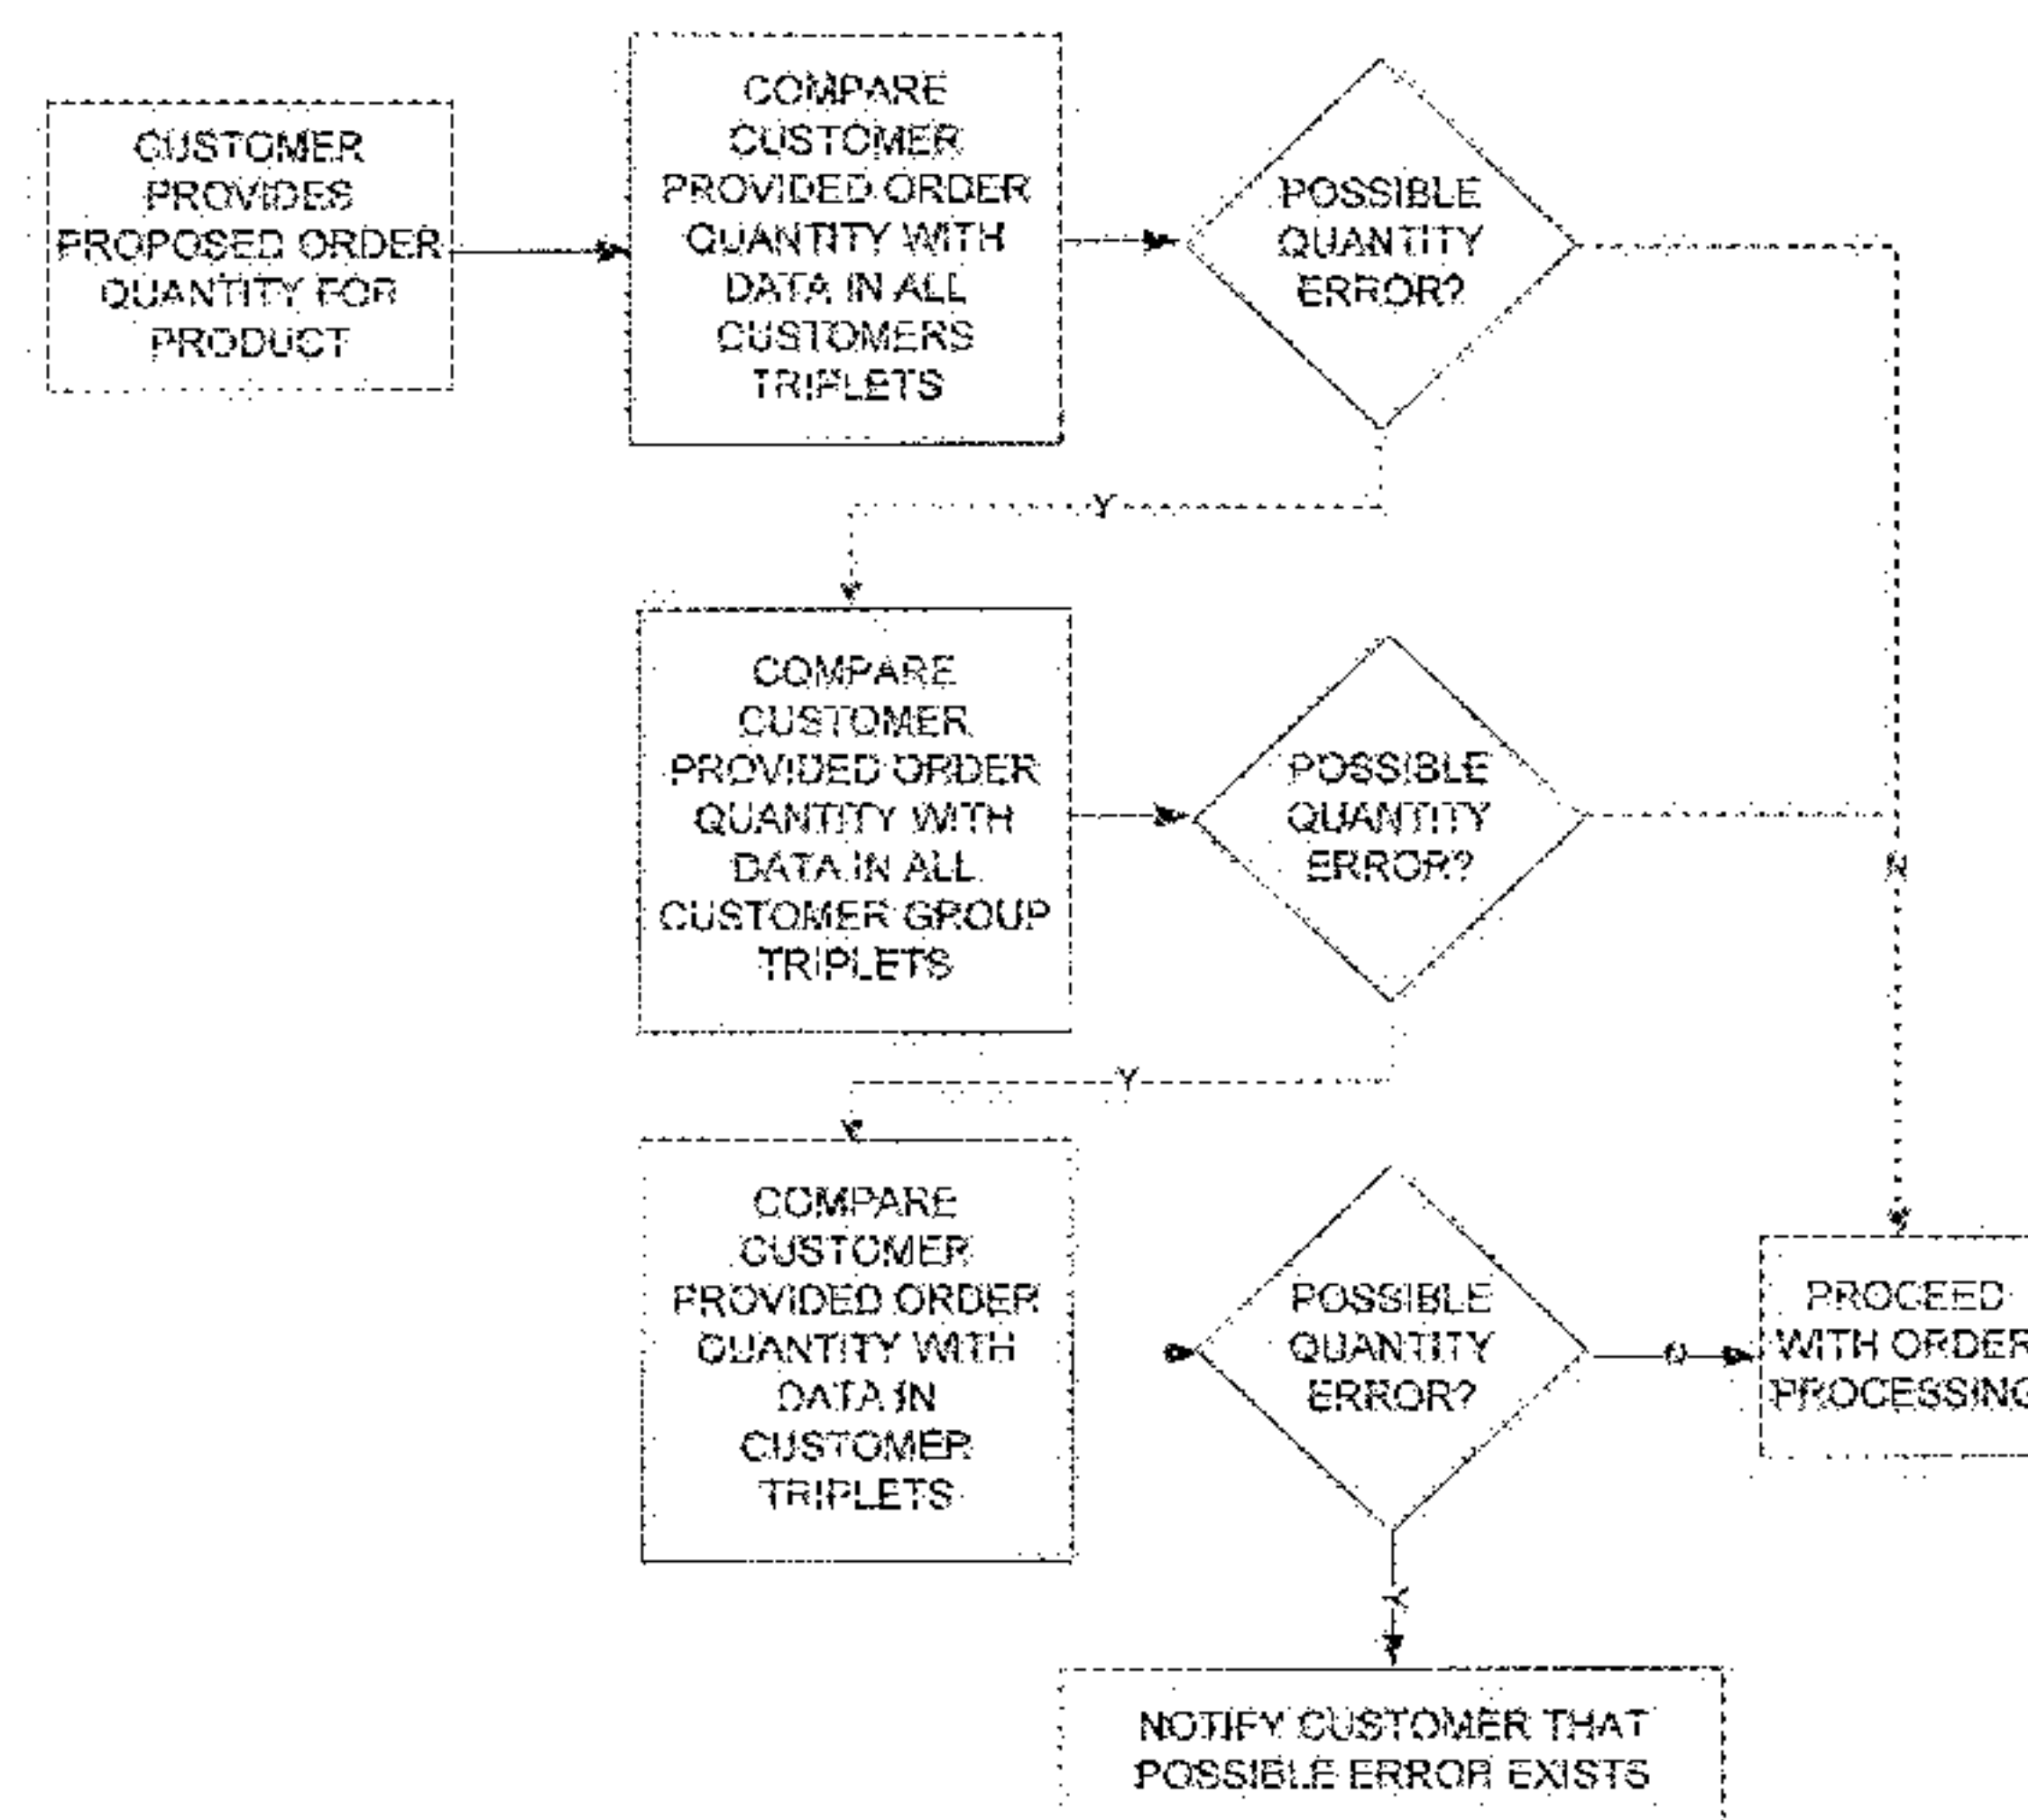 CUSTOMER
PROVIDES
PROPOSED ORDER
QUANTITY FOR
PRODUCT
COMPARE
CUSTOMER
PROVIDED ORDER
QUANTITY WITH
DATA IN ALL
CUSTOMERS
TRIPLETS
POSSIBLE
QUANTITY
ERROR?
Y
COMPARE
CUSTOMER
PROVIDED ORDER
QUANTITY WITH
DATA IN ALL
CUSTOMER GROUP
TRIPLETS
POSSIBLE
QUANTITY
ERROR?
N
Y
COMPARE
CUSTOMER
PROVIDED ORDER
QUANTITY WITH
DATA IN
CUSTOMER
TRIPLETS
POSSIBLE
QUANTITY
ERROR?
PROCEED
WITH ORDER
PROCESSING
Y
NOTIFY CUSTOMER THAT
POSSIBLE ERROR EXISTS